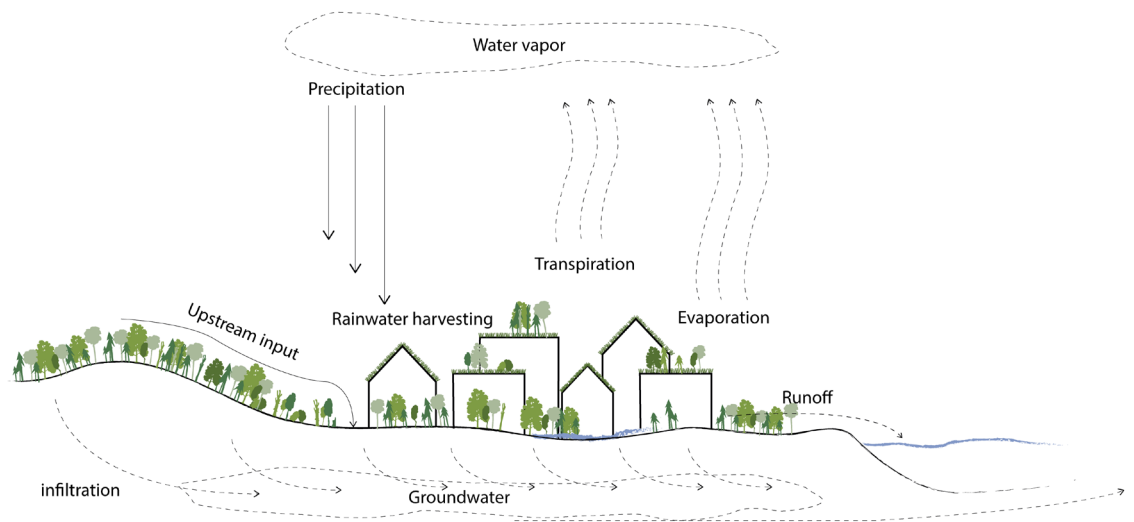 Water vapor
Precipitation
Transpiration
Upstream input
Rainwater harvesting
Evaporation
Runoff
infiltration
Groundwater